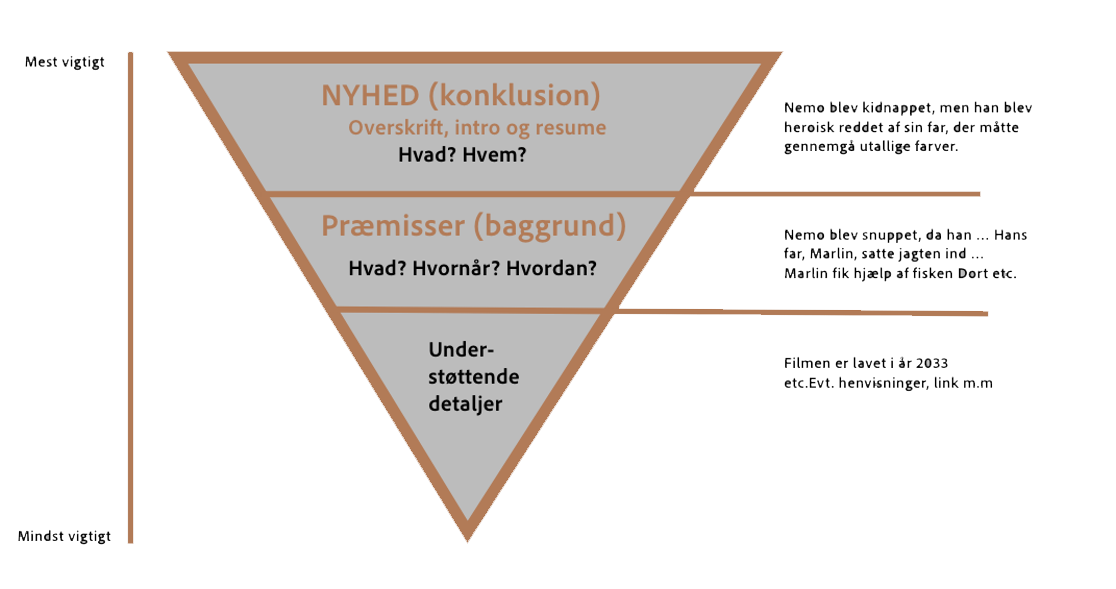 Mest vigtigt
NYHED (konklusion)
Overskrift, intro og resume
Hvad? Hvem?
Nemo blev kidnappet, men han blev
heroisk reddet af sin far, der måtte
gennemgå utallige farver.
Præmisser (baggrund)
Hvad? Hvornår? Hvordan?
Nemo blev snuppet, da han ... Hans
far, Marlin, satte jagten ind ...
Marlin fik hjælp af fisken Dort etc.
Under-
støttende
detaljer
Filmen er lavet i år 2033
etc.Evt. henvisninger, link m.m
Mindst vigtigt